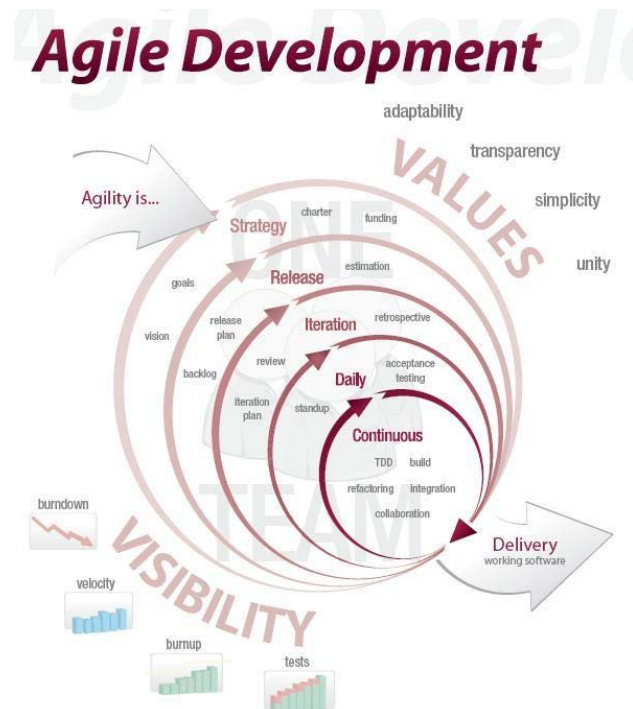 Agile Development
Agile Develo
adaptability
transparency
simplicity
unity
VALUES
Agility is...
Strategy
charter
funding
ONE
goals
vision
Release
estimation
release
plan
backlog
Iteration
retrospective
review
iteration
plan
Daily
acceptance
testing
standup
Continuous
TDD
build
refactoring
integration
collaboration
TEAM
Delivery
working software
VISIBILITY
burndown
velocity
burnup
tests